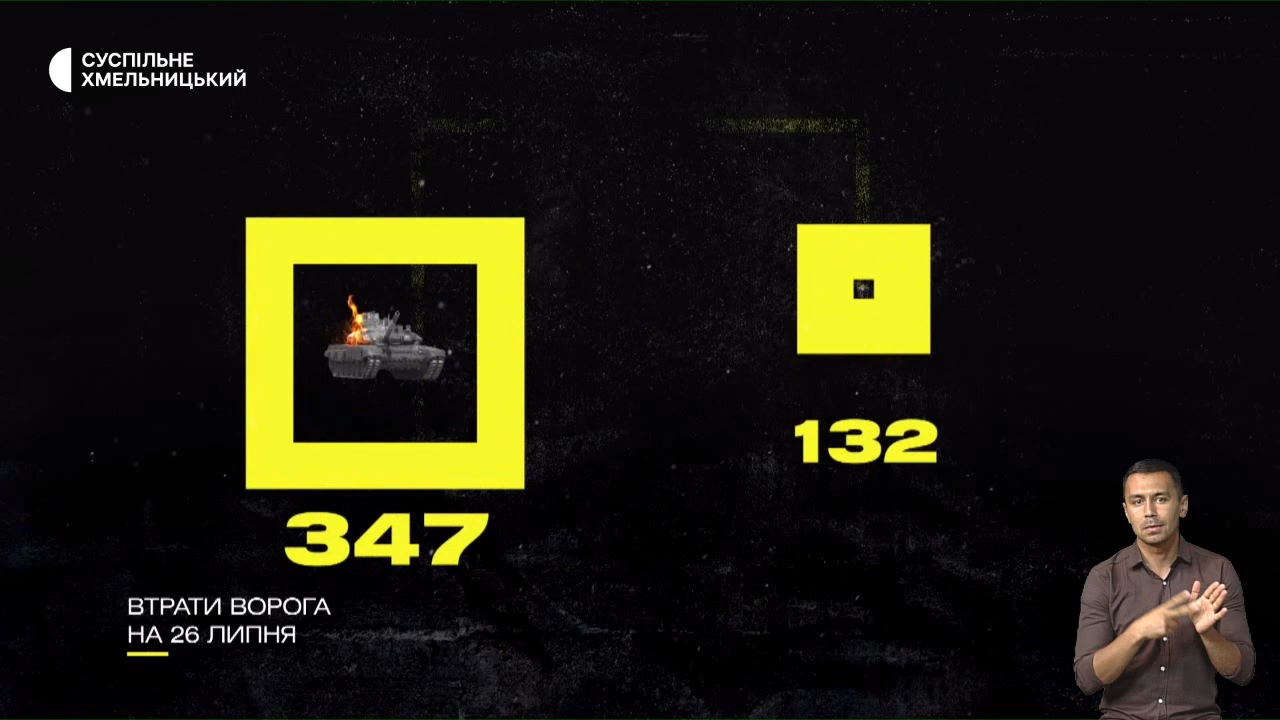 СУСПІЛЬНЕ
ХМЕЛЬНИЦЬКИЙ
132
347
ВТРАТИ ВОРОГА
НА 26 ЛИПНЯ